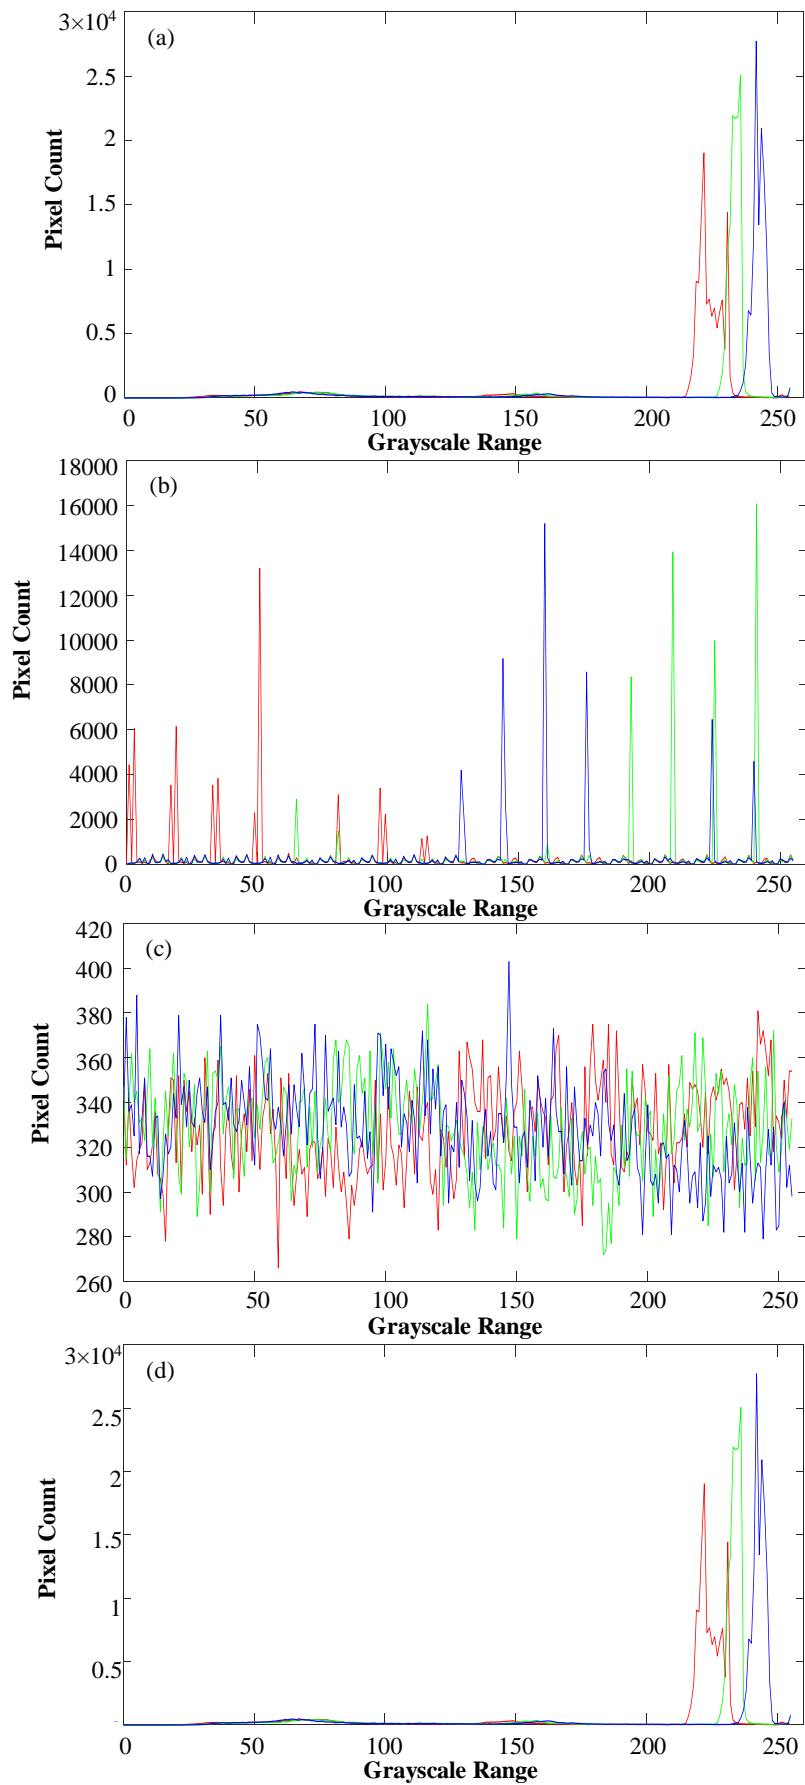 (a)
3×10⁴
2.5
2
1.5
1
0.5
0
Pixel Count
0 50 100 150 200 250
Grayscale Range
(b)
18000
16000
14000
12000
10000
8000
6000
4000
2000
0
Pixel Count
0 50 100 150 200 250
Grayscale Range
(c)
420
400
380
360
340
320
300
280
260
Pixel Count
0 50 100 150 200 250
Grayscale Range
(d)
3×10⁴
2.5
2
1.5
1
0.5
Pixel Count
0 50 100 150 200 250
Grayscale Range